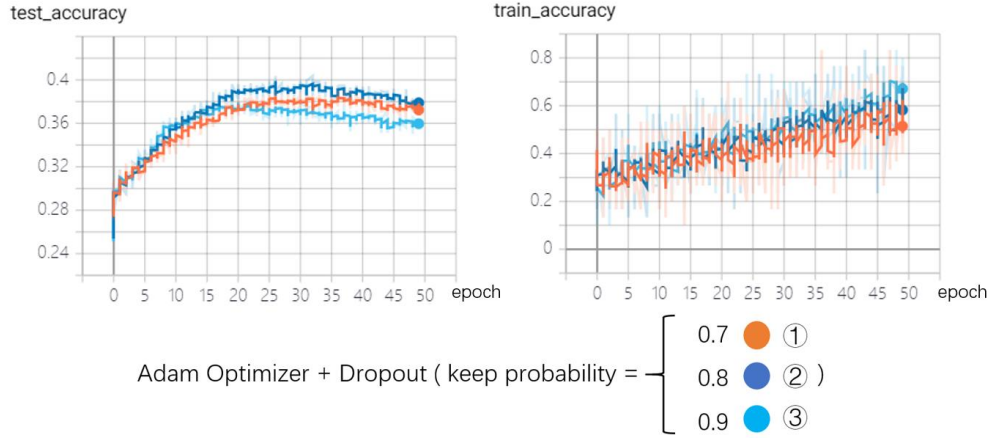 test_accuracy
0.4
0.36
0.32
0.28
0.24
0 5 10 15 20 25 30 35 40 45 50 epoch
train_accuracy
0.8
0.6
0.4
0.2
0
0 5 10 15 20 25 30 35 40 45 50 epoch
0.7 ①
Adam Optimizer + Dropout ( keep probability = 0.8 ② )
0.9 ③